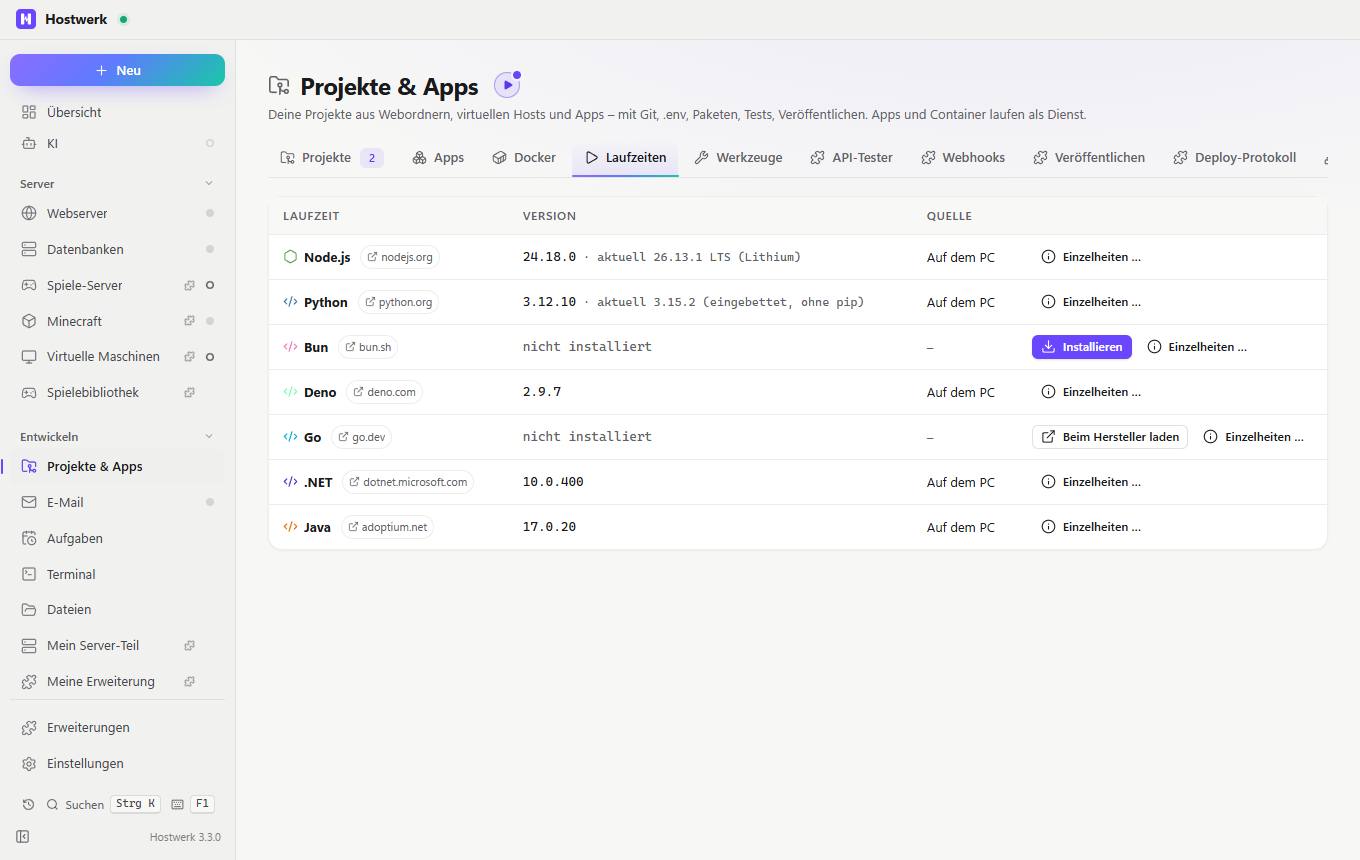 Hostwerk
Neu
Übersicht
KI
Server
Webserver
Datenbanken
Spiele-Server
Minecraft
Virtuelle Maschinen
Spielebibliothek
Entwickeln
Projekte & Apps
E-Mail
Aufgaben
Terminal
Dateien
Mein Server-Teil
Meine Erweiterung
Erweiterungen
Einstellungen
Suchen Strg K F1
Hostwerk 3.3.0
Projekte & Apps
Deine Projekte aus Webordnern, virtuellen Hosts und Apps – mit Git, .env, Paketen, Tests, Veröffentlichen. Apps und Container laufen als Dienst.
Projekte 2 Apps Docker Laufzeiten Werkzeuge API-Tester Webhooks Veröffentlichen Deploy-Protokoll
LAUFZEIT VERSION QUELLE
Node.js nodejs.org 24.18.0 · aktuell 26.13.1 LTS (Lithium) Auf dem PC Einzelheiten ...
Python python.org 3.12.10 · aktuell 3.15.2 (eingebettet, ohne pip) Auf dem PC Einzelheiten ...
Bun bun.sh nicht installiert – Installieren Einzelheiten ...
Deno deno.com 2.9.7 Auf dem PC Einzelheiten ...
Go go.dev nicht installiert – Beim Hersteller laden Einzelheiten ...
.NET dotnet.microsoft.com 10.0.400 Auf dem PC Einzelheiten ...
Java adoptium.net 17.0.20 Auf dem PC Einzelheiten ...